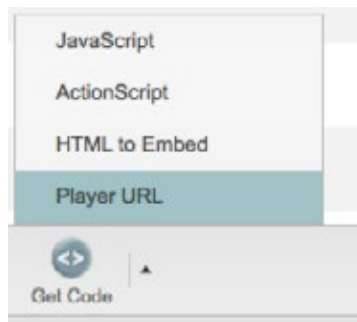 JavaScript
ActionScript
HTML to Embed
Player URL
Get Code